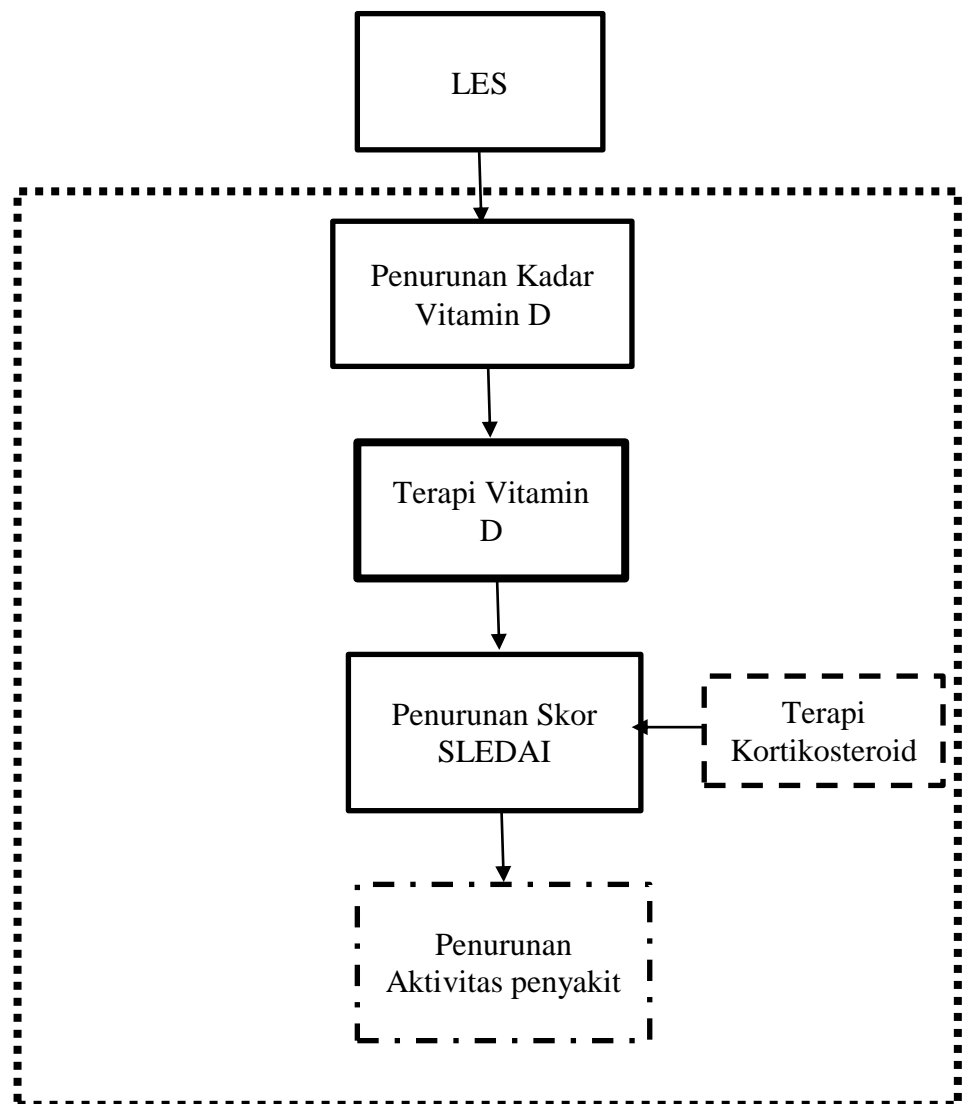 LES
Penurunan Kadar
Vitamin D
Terapi Vitamin
D
Penurunan Skor
SLEDAI
Terapi
Kortikosteroid
Penurunan
Aktivitas penyakit